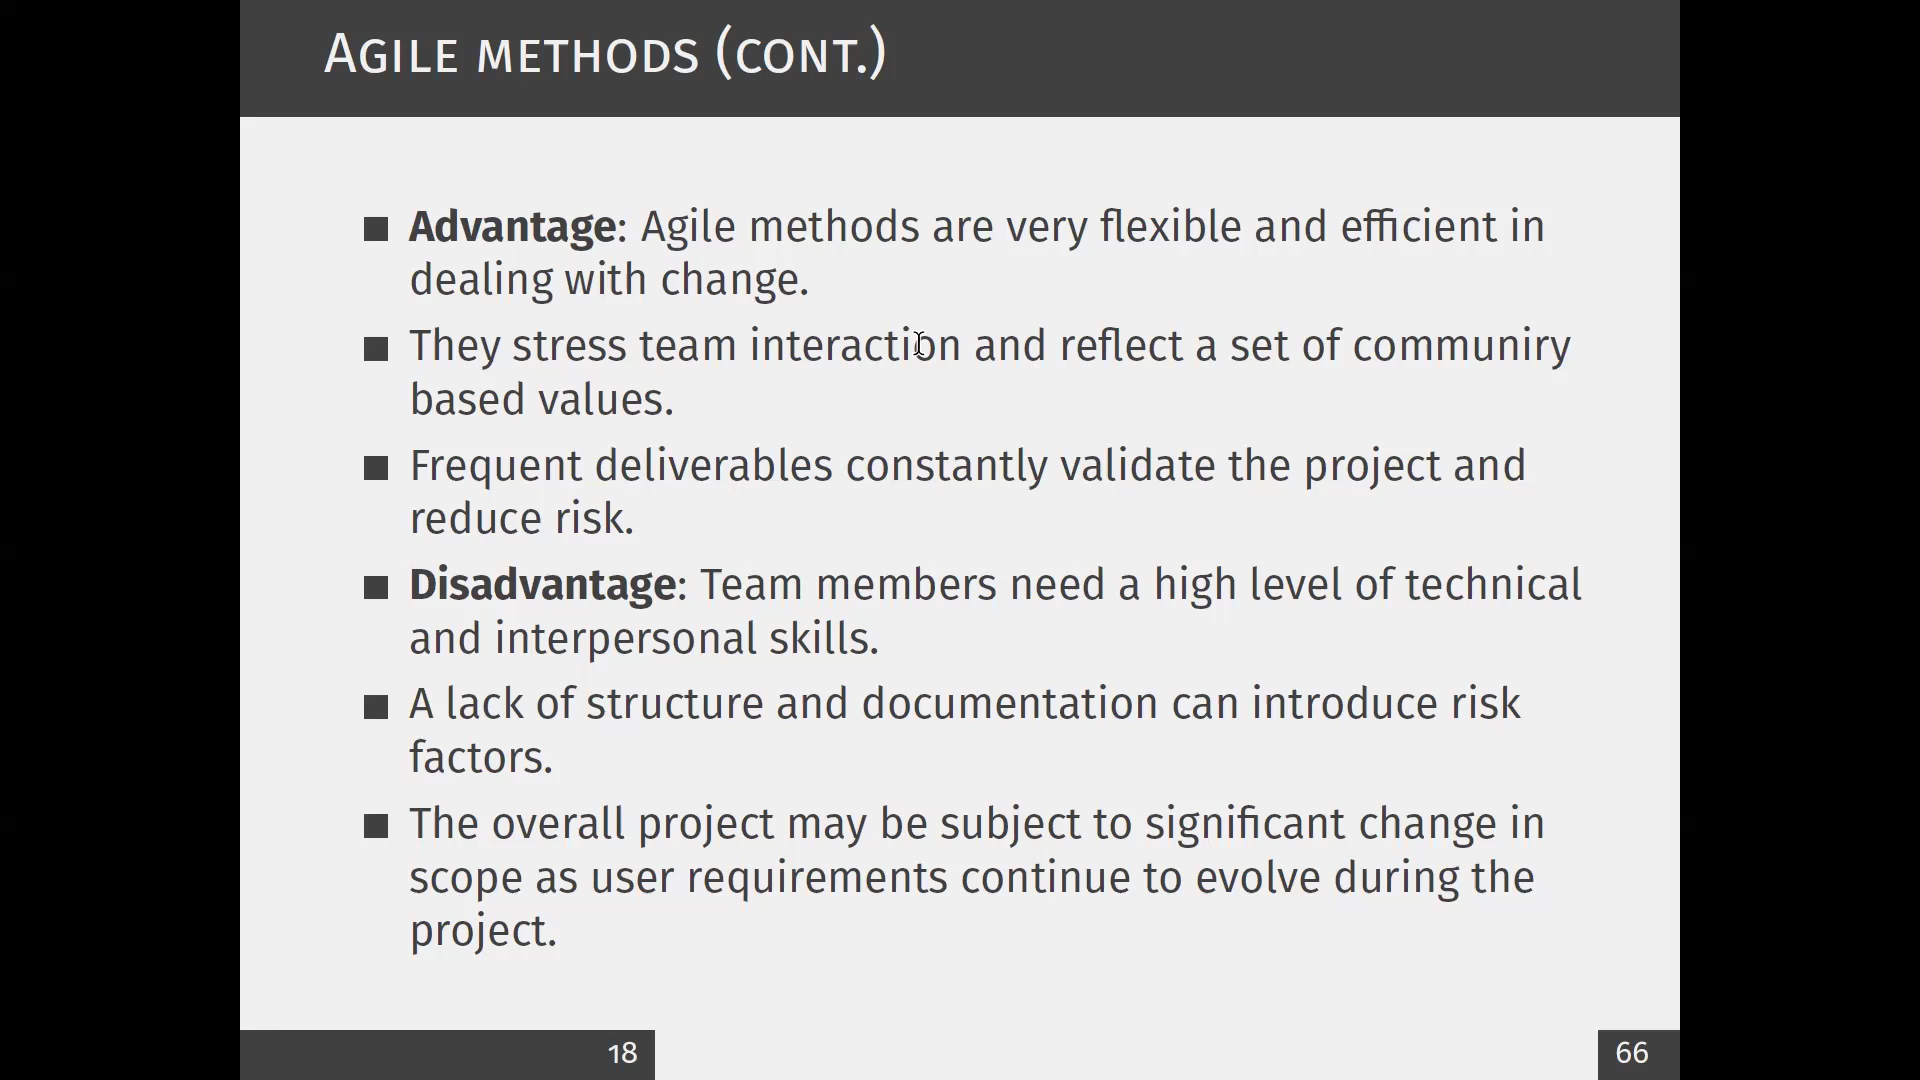 Agile methods (cont.)
■ Advantage: Agile methods are very flexible and efficient in
dealing with change.
■ They stress team interaction and reflect a set of communiry
based values.
■ Frequent deliverables constantly validate the project and
reduce risk.
■ Disadvantage: Team members need a high level of technical
and interpersonal skills.
■ A lack of structure and documentation can introduce risk
factors.
■ The overall project may be subject to significant change in
scope as user requirements continue to evolve during the
project.
18
66